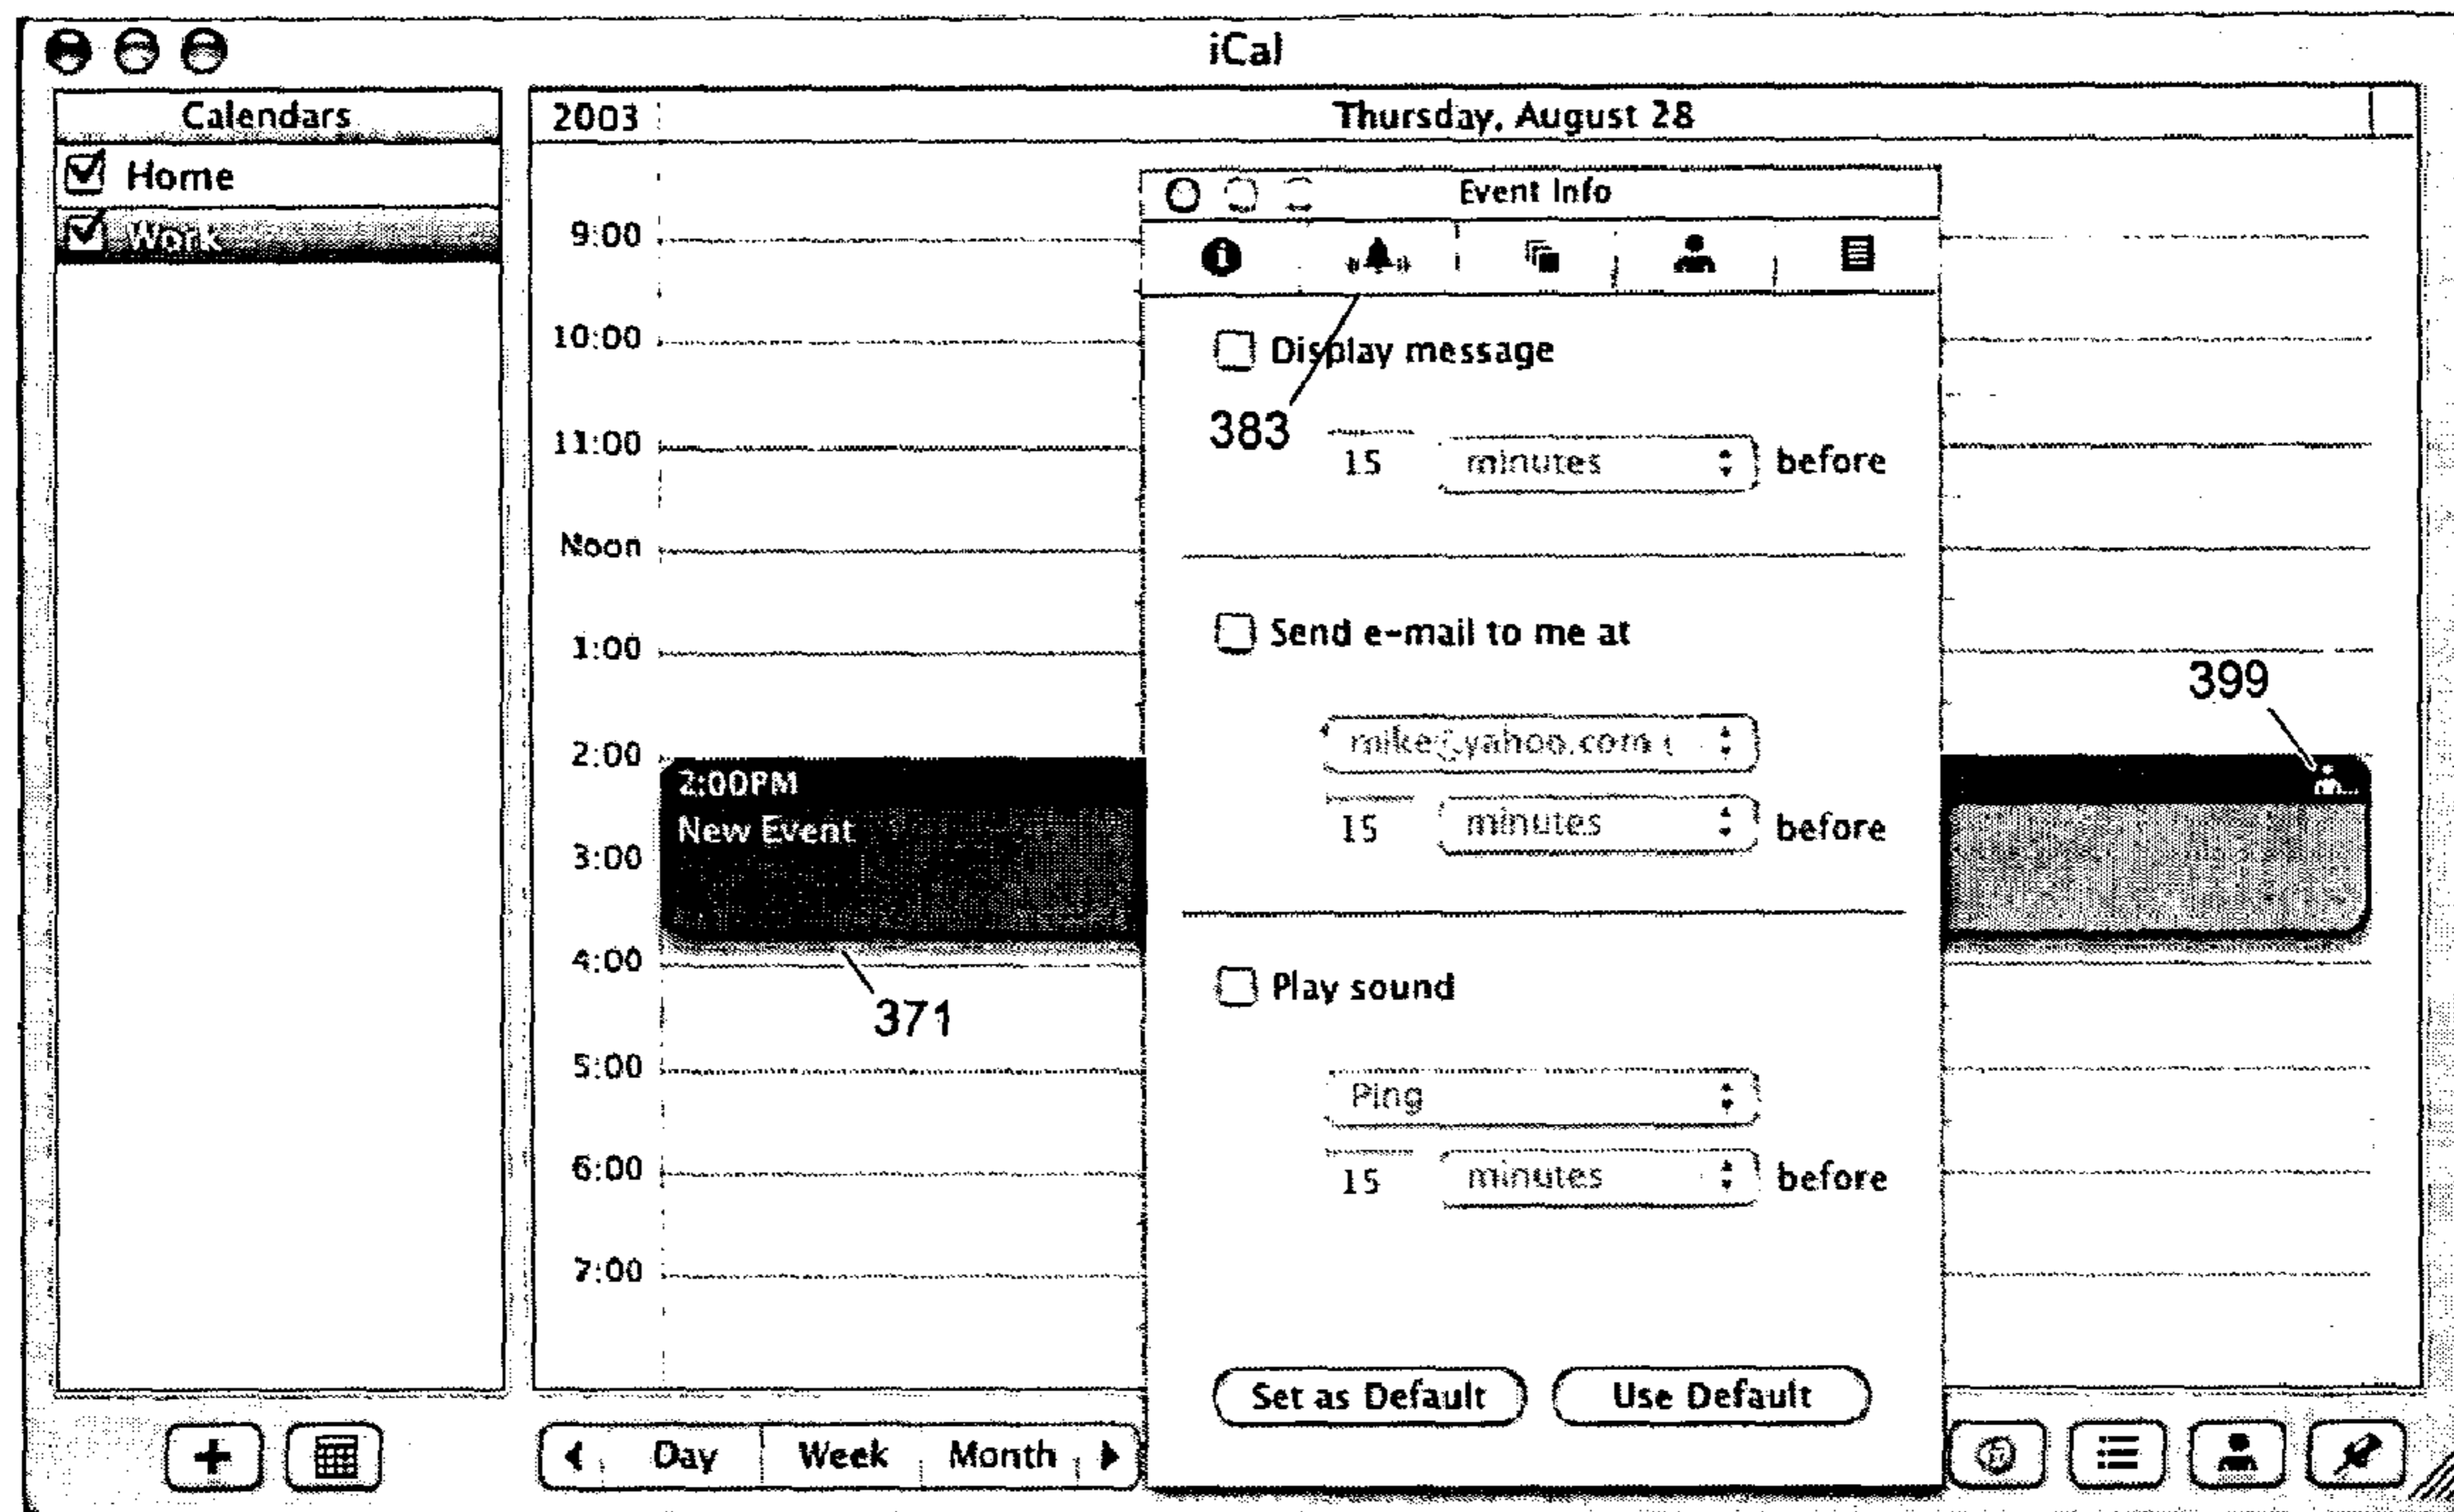 iCal
Calendars
Home
Work
2003
Thursday, August 28
9:00
10:00
11:00
Noon
1:00
2:00
3:00
4:00
5:00
6:00
7:00
2:00PM
New Event
371
399
Event Info
383
Display message
15 minutes before
Send e-mail to me at
mike@yahoo.com (
15 minutes before
Play sound
Ping
15 minutes before
Set as Default
Use Default
Day Week Month